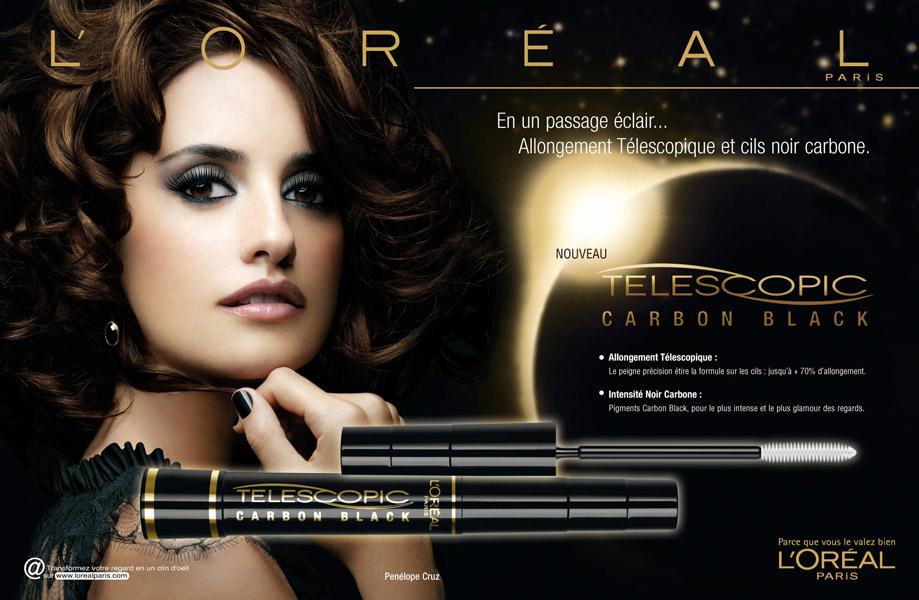 L'ORÉAL
PARIS
En un passage éclair...
Allongement Télescopique et cils noir carbone.
NOUVEAU
TELESCOPIC
CARBON BLACK
• Allongement Télescopique :
Le peigne précision étire la formule sur les cils : jusqu'à + 70% d'allongement.
• Intensité Noir Carbone :
Pigments Carbon Black, pour le plus intense et le plus glamour des regards.
TELESCOPIC
CARBON BLACK
L'ORÉAL
PARIS
Parce que vous le valez bien
L'ORÉAL
PARIS
@ Transformez votre regard en un clin d'oeil
sur www.lorealparis.com
Penélope Cruz